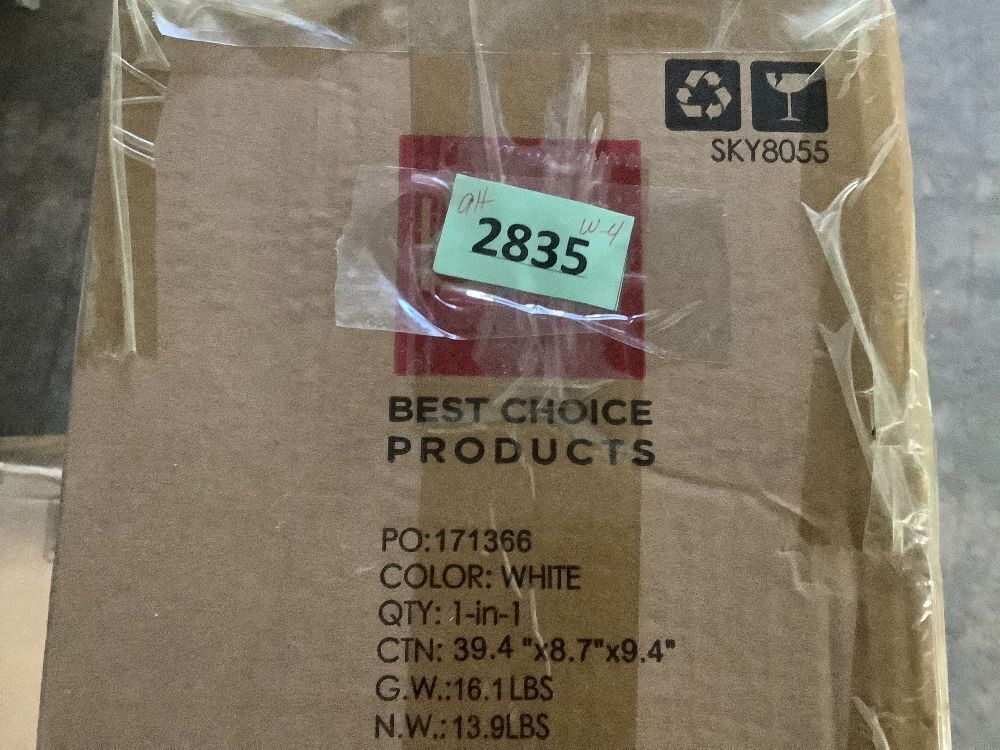 SKY8055
9H
W-4
2835
BEST CHOICE
PRODUCTS
PO:171366
COLOR: WHITE
QTY: 1-in-1
CTN: 39.4"x8.7"x9.4"
G.W.:16.1LBS
N.W.:13.9LBS